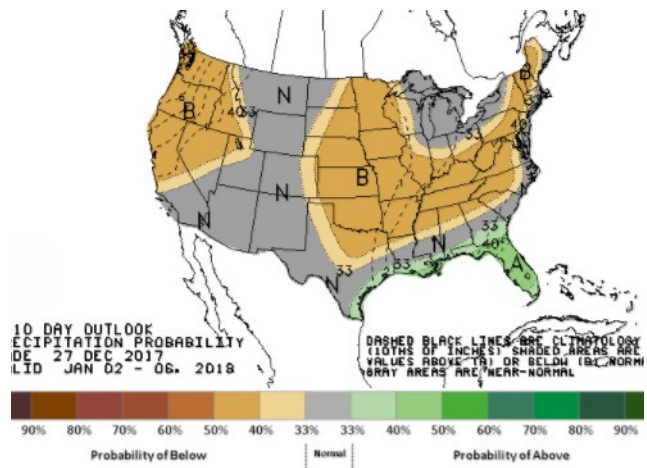 N
B
40 33
B
33
40
B
N
N
33
N
33
40
A
33
33
N
10 DAY OUTLOOK
ECIPITATION PROBABILITY
DE 27 DEC 2017
LID JAN 02 - 06, 2018
DASHED BLACK LINES ARE CLIMATOLOGY
(10THS OF INCHES) SHADED AREAS ARE
VALUES ABOVE (A) OR BELOW (B) NORM
GRAY AREAS ARE NEAR-NORMAL
90% 80% 70% 60% 50% 40% 33% 33% 40% 50% 60% 70% 80% 90%
Probability of Below Normal Probability of Above